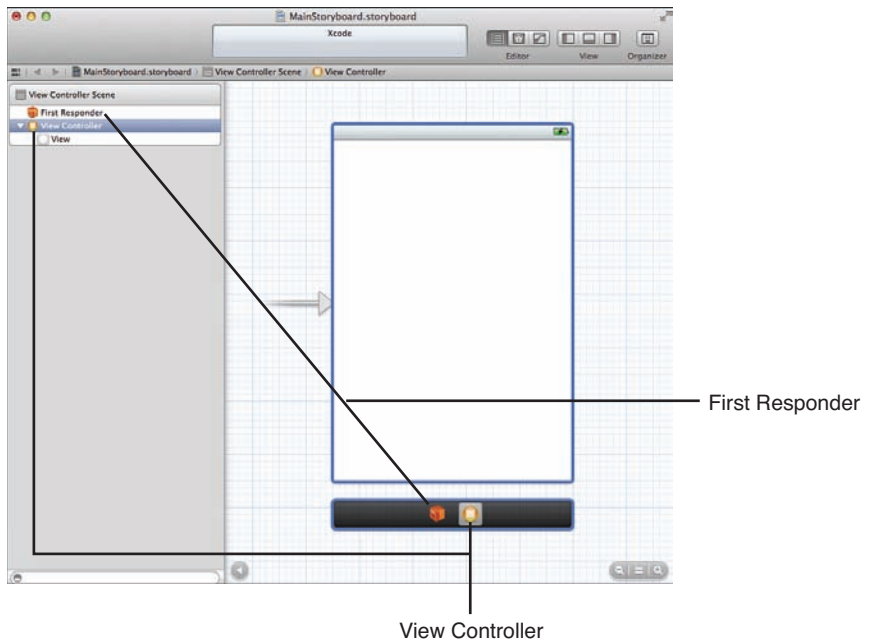 MainStoryboard.storyboard
Xcode
Editor
View
Organizer
MainStoryboard.storyboard
View Controller Scene
View Controller
View Controller Scene
First Responder
View Controller
View
First Responder
View Controller